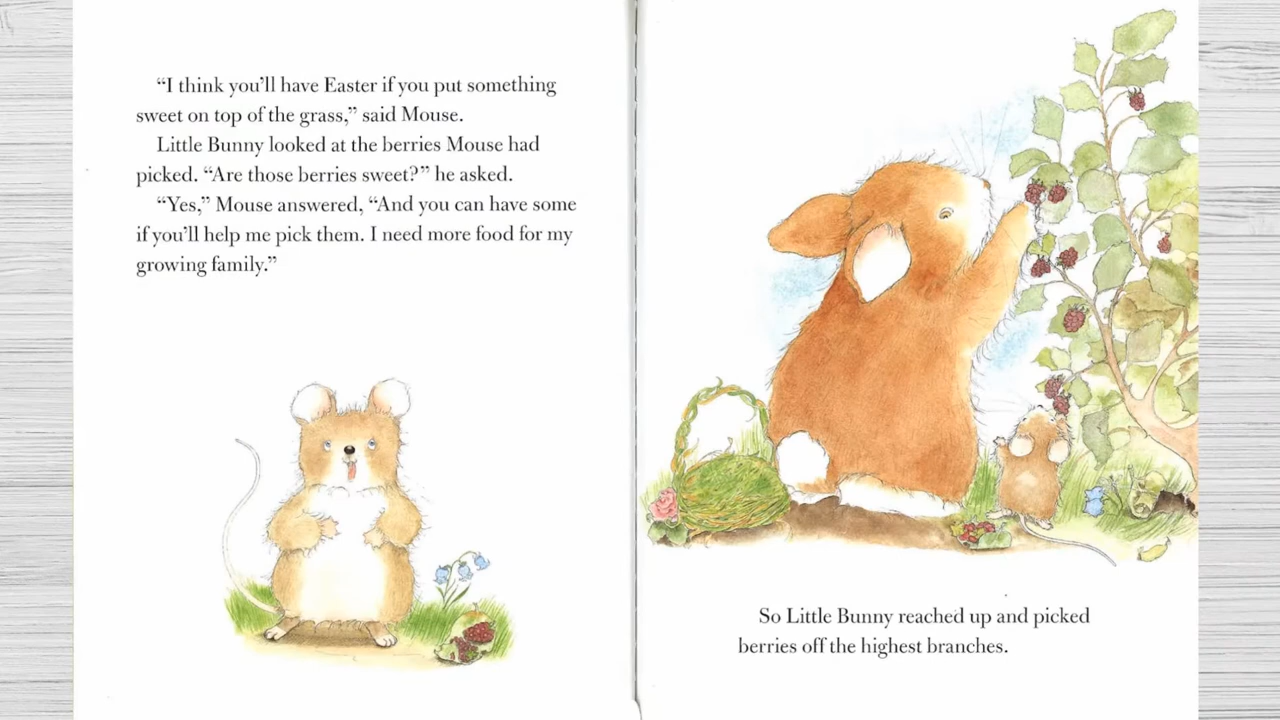 “I think you’ll have Easter if you put something
sweet on top of the grass,” said Mouse.
Little Bunny looked at the berries Mouse had
picked. “Are those berries sweet?” he asked.
“Yes,” Mouse answered, “And you can have some
if you’ll help me pick them. I need more food for my
growing family.”
So Little Bunny reached up and picked
berries off the highest branches.